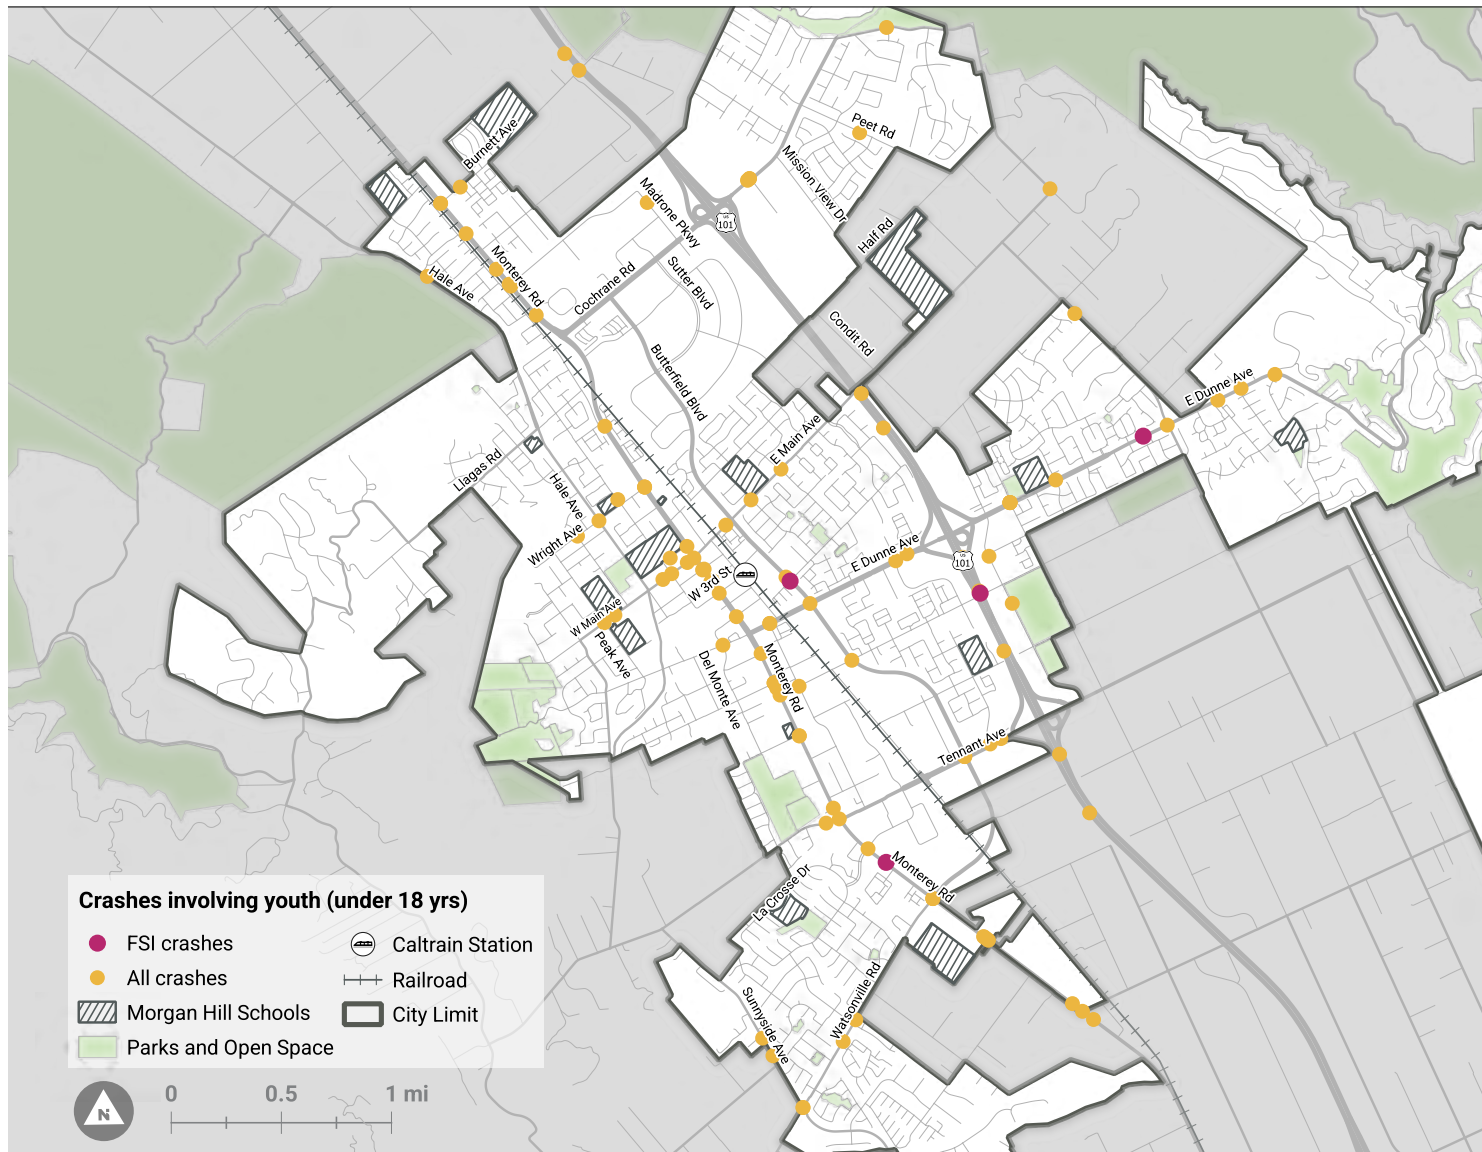 Burnett Ave
Peet Rd
Mission View Dr
Madrone Pkwy
US
101
Half Rd
Monterey Rd
Hale Ave
Cochrane Rd
Sutter Blvd
Condit Rd
Butterfield Blvd
E Dunne Ave
E Main Ave
Llagas Rd
Hale Ave
Wright Ave
E Dunne Ave
US
101
W 3rd St
W Main Ave
Peak Ave
Del Monte Ave
Monterey Rd
Tennant Ave
Monterey Rd
La Crosse Dr
Watsonville Rd
Sunnyside Ave
Crashes involving youth (under 18 yrs)
FSI crashes
All crashes
Morgan Hill Schools
Parks and Open Space
Caltrain Station
Railroad
City Limit
N
0 0.5 1 mi